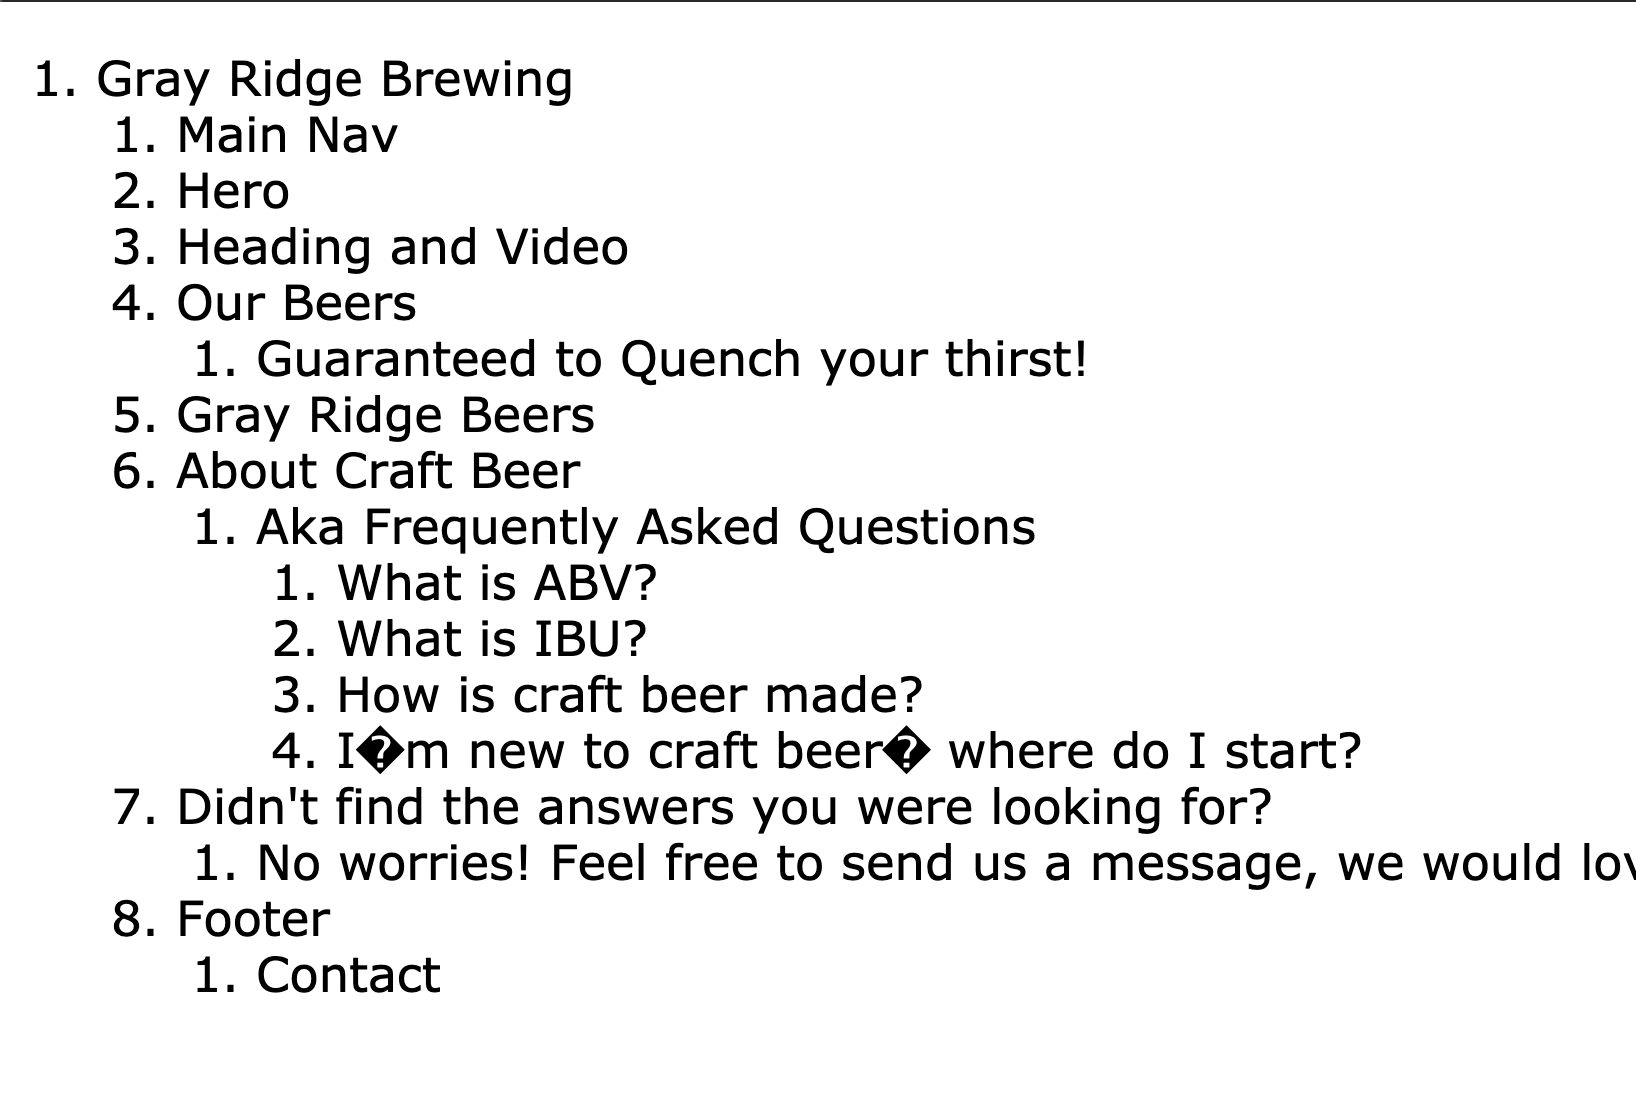 1. Gray Ridge Brewing
1. Main Nav
2. Hero
3. Heading and Video
4. Our Beers
1. Guaranteed to Quench your thirst!
5. Gray Ridge Beers
6. About Craft Beer
1. Aka Frequently Asked Questions
1. What is ABV?
2. What is IBU?
3. How is craft beer made?
4. I�m new to craft beer� where do I start?
7. Didn't find the answers you were looking for?
1. No worries! Feel free to send us a message, we would
8. Footer
1. Contact